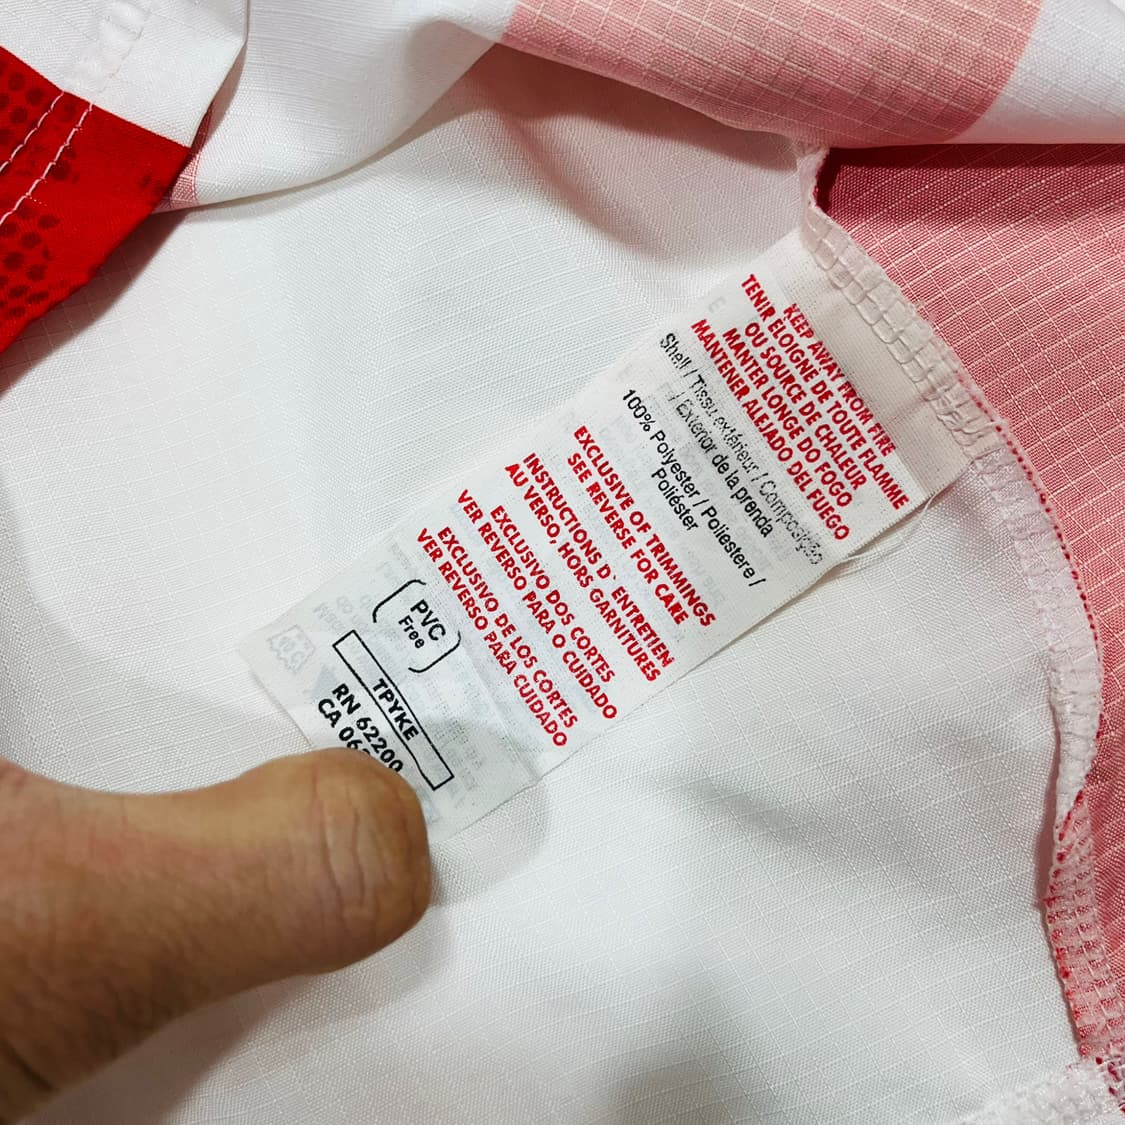 KEEP AWAY FROM FIRE
TENIR ELOIGNE DE TOUTE FLAMME
OU SOURCE DE CHALEUR
MANTER LONGE DO FOGO
MANTENER ALEJADO DEL FUEGO
Shell / Tissu extérieur / Composição
/ Exterior de la prenda
100% Polyester / Poliestere /
Poliéster
EXCLUSIVE OF TRIMMINGS
SEE REVERSE FOR CARE
INSTRUCTIONS D`ENTRETIEN
AU VERSO, HORS GARNITURES
EXCLUSIVO DOS CORTES
VER REVERSO PARA O CUIDADO
EXCLUSIVO DE LOS CORTES
VER REVERSO PARA CUIDADO
PVC
Free
TPYKE
RN 62200
CA